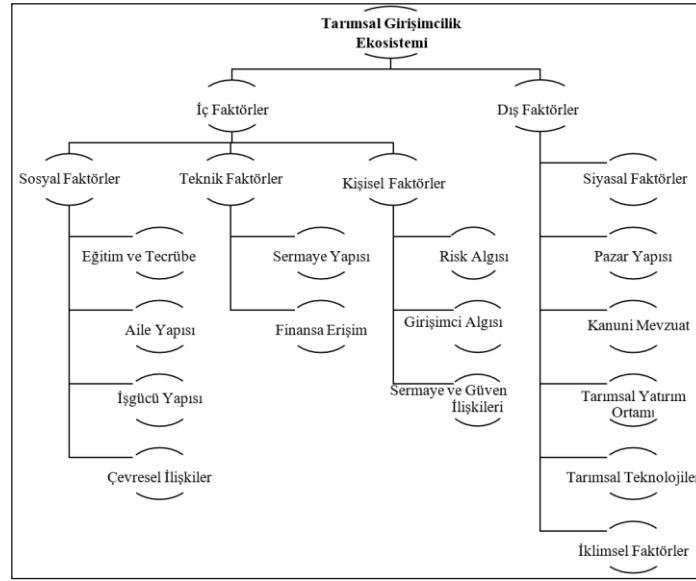 Tarımsal Girişimcilik
Ekosistemi
İç Faktörler
Dış Faktörler
Sosyal Faktörler
Teknik Faktörler
Kişisel Faktörler
Siyasal Faktörler
Eğitim ve Tecrübe
Sermaye Yapısı
Risk Algısı
Pazar Yapısı
Aile Yapısı
Finansa Erişim
Girişimci Algısı
Kanuni Mevzuat
İşgücü Yapısı
Sermaye ve Güven
İlişkileri
Tarımsal Yatırım
Ortamı
Çevresel İlişkiler
Tarımsal Teknolojiler
İklimsel Faktörler